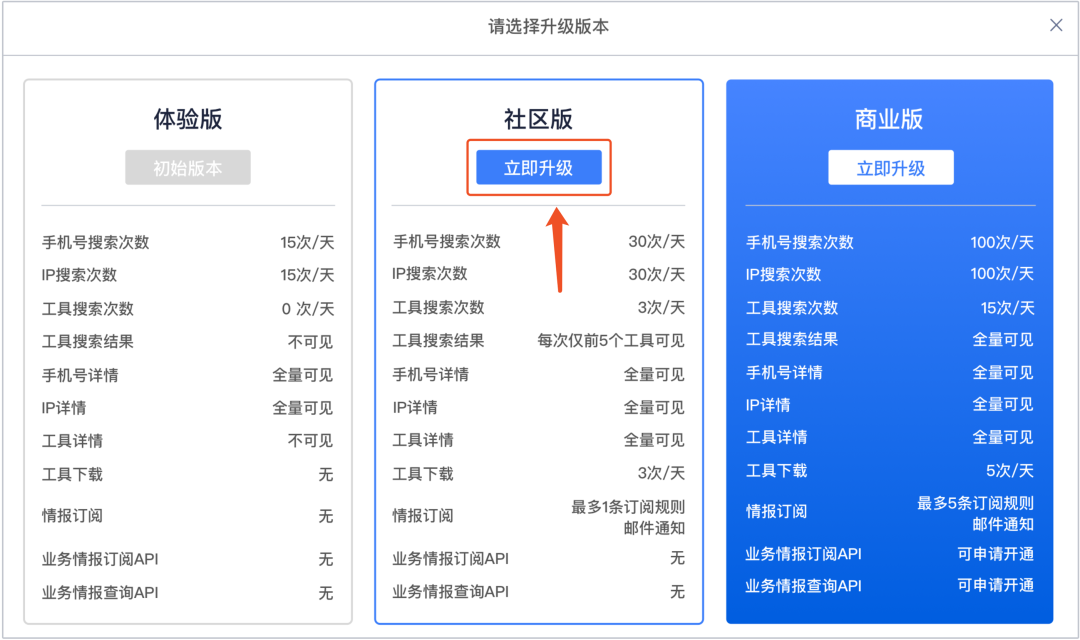 请选择升级版本
体验版
初始版本
手机号搜索次数 15次/天
IP搜索次数 15次/天
工具搜索次数 0 次/天
工具搜索结果 不可见
手机号详情 全量可见
IP详情 全量可见
工具详情 不可见
工具下载 无
情报订阅 无
业务情报订阅API 无
业务情报查询API 无
社区版
立即升级
手机号搜索次数 30次/天
IP搜索次数 30次/天
工具搜索次数 3次/天
工具搜索结果 每次仅前5个工具可见
手机号详情 全量可见
IP详情 全量可见
工具详情 全量可见
工具下载 3次/天
情报订阅 最多1条订阅规则
邮件通知
业务情报订阅API 无
业务情报查询API 无
商业版
立即升级
手机号搜索次数 100次/天
IP搜索次数 100次/天
工具搜索次数 15次/天
工具搜索结果 全量可见
手机号详情 全量可见
IP详情 全量可见
工具详情 全量可见
工具下载 5次/天
情报订阅 最多5条订阅规则
邮件通知
业务情报订阅API 可申请开通
业务情报查询API 可申请开通